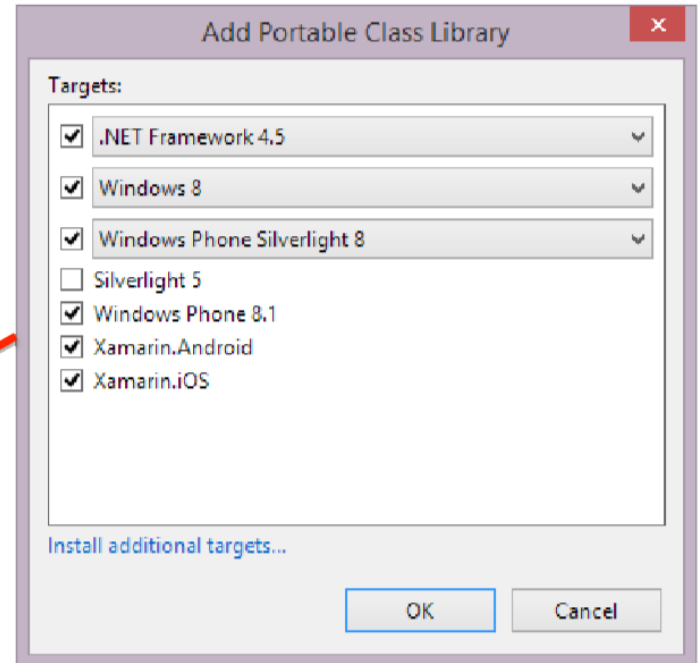 Add Portable Class Library
Targets:
.NET Framework 4.5
Windows 8
Windows Phone Silverlight 8
Silverlight 5
Windows Phone 8.1
Xamarin.Android
Xamarin.iOS
Install additional targets...
OK Cancel